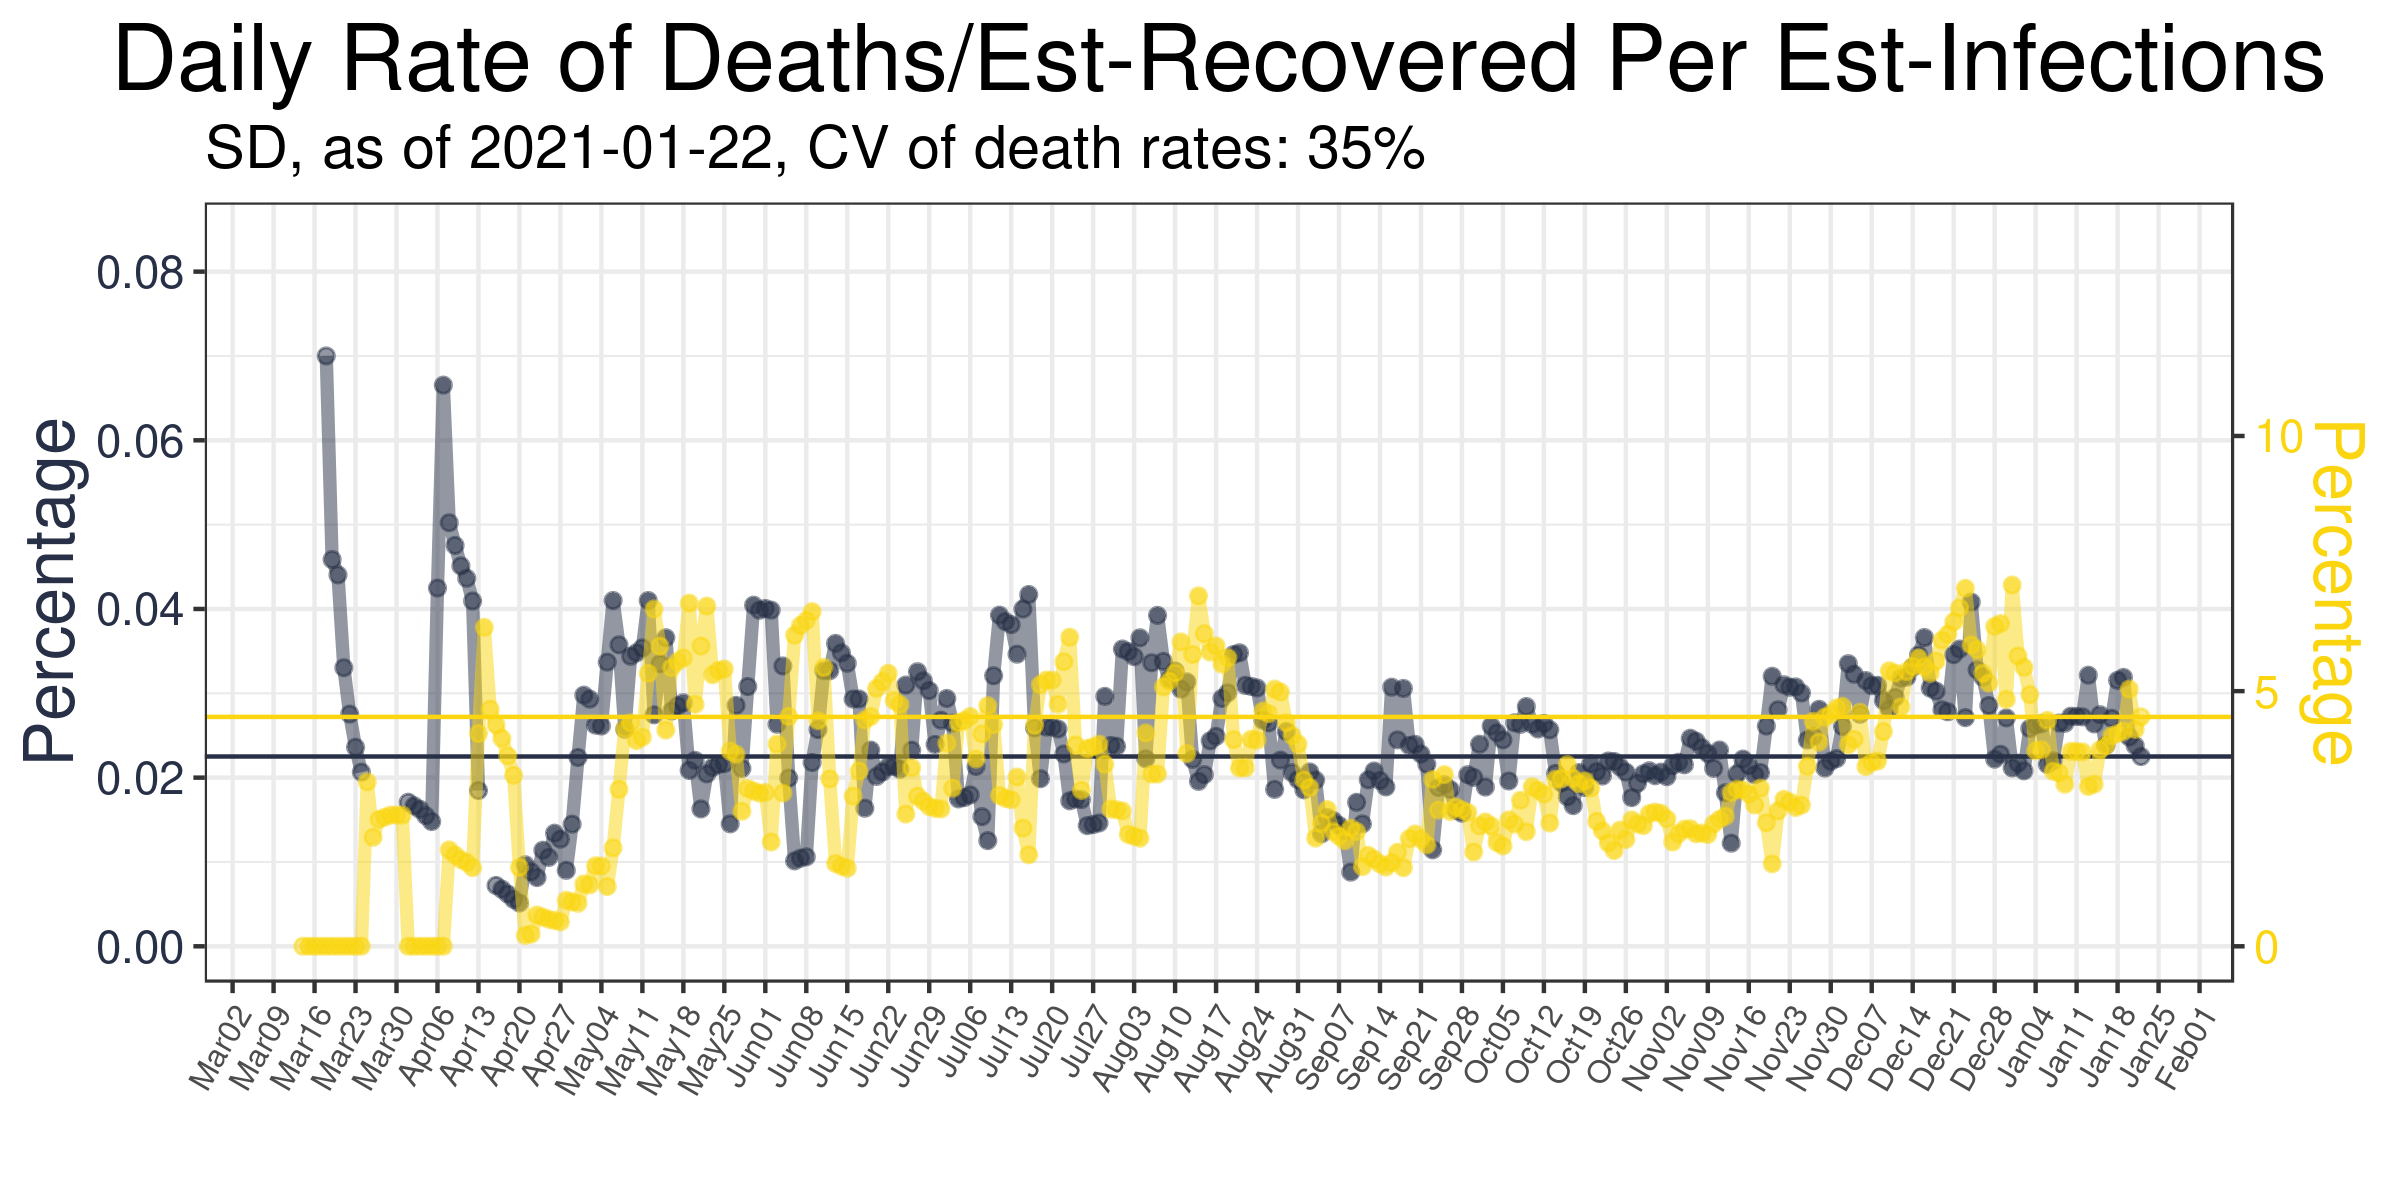 Daily Rate of Deaths/Est-Recovered Per Est-Infections
SD, as of 2021-01-22, CV of death rates: 35%
Percentage
0.08
0.06
0.04
0.02
0.00
10
5
0
Percentage
Mar02
Mar09
Mar16
Mar23
Mar30
Apr06
Apr13
Apr20
Apr27
May04
May11
May18
May25
Jun01
Jun08
Jun15
Jun22
Jun29
Jul06
Jul13
Jul20
Jul27
Aug03
Aug10
Aug17
Aug24
Aug31
Sep07
Sep14
Sep21
Sep28
Oct05
Oct12
Oct19
Oct26
Nov02
Nov09
Nov16
Nov23
Nov30
Dec07
Dec14
Dec21
Dec28
Jan04
Jan11
Jan18
Jan25
Feb01